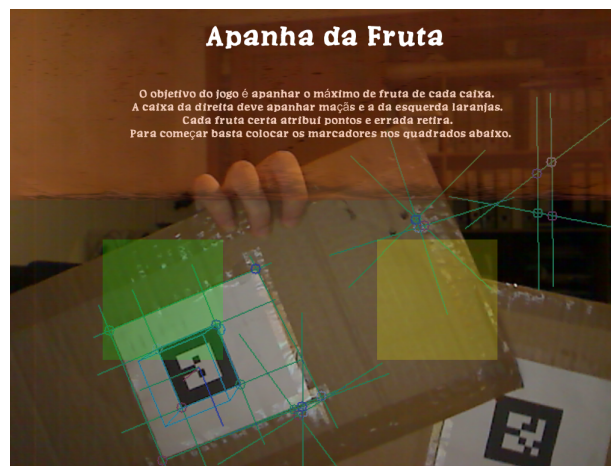 Apanha da Fruta
O objetivo do jogo é apanhar o máximo de fruta de cada caixa.
A caixa da direita deve apanhar maçãs e a da esquerda laranjas.
Cada fruta certa atribui pontos e errada retira.
Para começar basta colocar os marcadores nos quadrados abaixo.